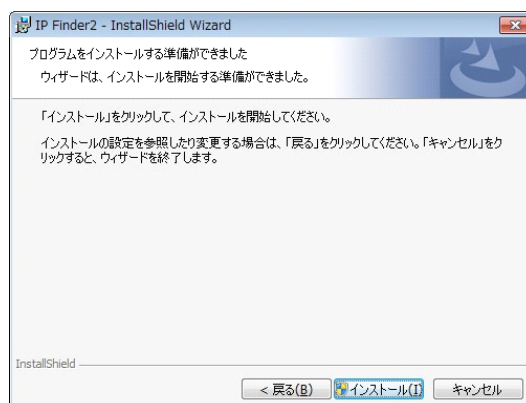 IP Finder2 - InstallShield Wizard
プログラムをインストールする準備ができました
ウィザードは、インストールを開始する準備ができました。
「インストール」をクリックして、インストールを開始してください。
インストールの設定を参照したり変更する場合は、「戻る」をクリックしてください。「キャンセル」をク
リックすると、ウィザードを終了します。
InstallShield
< 戻る(B)
インストール(I)
キャンセル